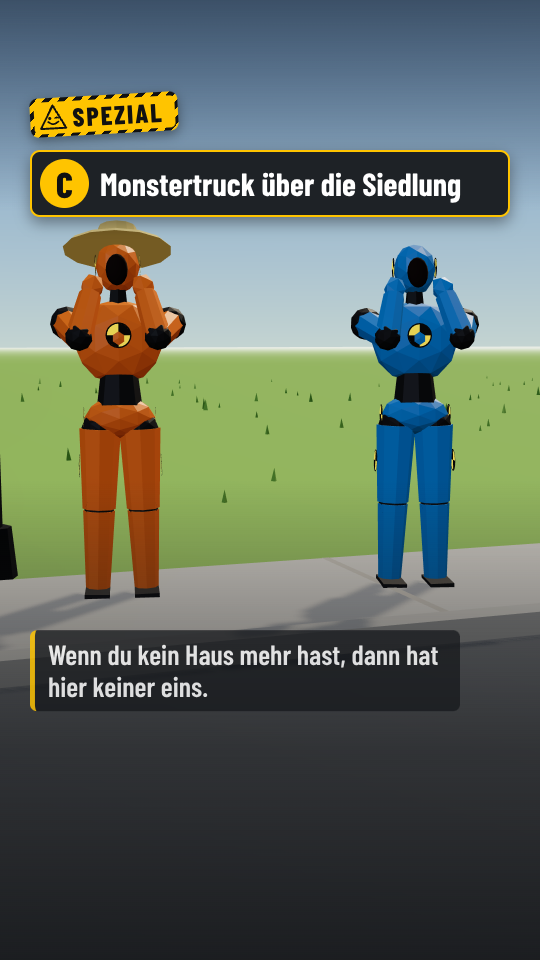 SPEZIAL
C Monstertruck über die Siedlung
Wenn du kein Haus mehr hast, dann hat
hier keiner eins.